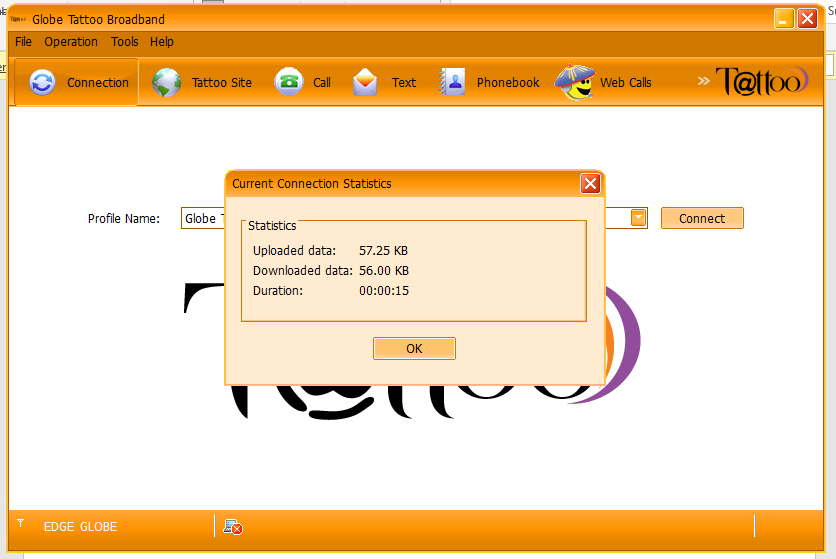 Globe Tattoo Broadband
File Operation Tools Help
Connection Tattoo Site Call Text Phonebook Web Calls » T@ttoo
Current Connection Statistics
Profile Name: Globe Connect
Statistics
Uploaded data: 57.25 KB
Downloaded data: 56.00 KB
Duration: 00:00:15
OK
EDGE GLOBE